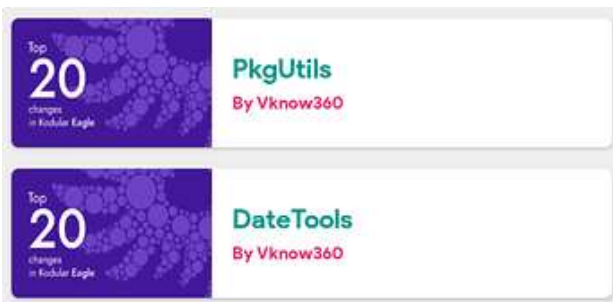 Top
20
changes
in Kodular Eagle
PkgUtils
By Vknow360
Top
20
changes
in Kodular Eagle
DateTools
By Vknow360